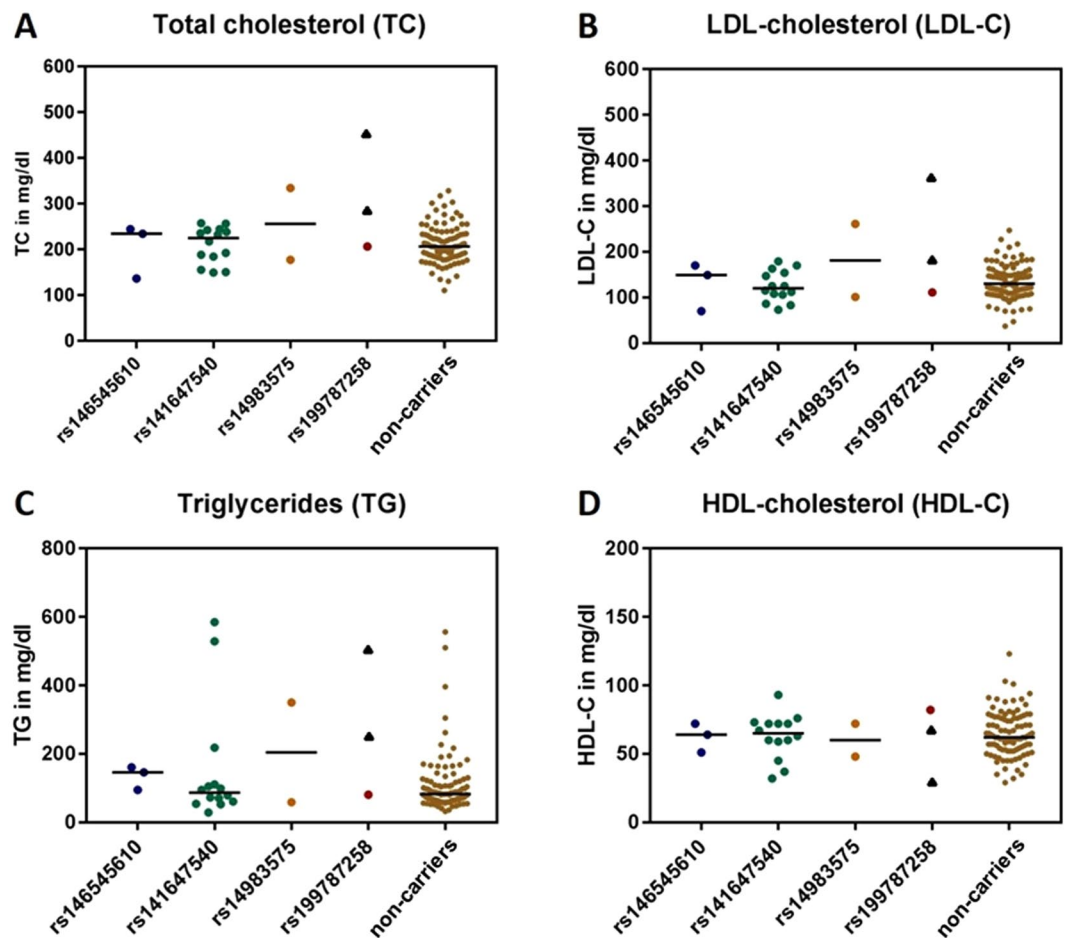 A Total cholesterol (TC)
TC in mg/dl
600
500
400
300
200
100
0
rs146545610
rs141647540
rs14983575
rs199787258
non-carriers
B LDL-cholesterol (LDL-C)
LDL-C in mg/dl
600
500
400
300
200
100
0
rs146545610
rs141647540
rs14983575
rs199787258
non-carriers
C Triglycerides (TG)
TG in mg/dl
800
600
400
200
0
rs146545610
rs141647540
rs14983575
rs199787258
non-carriers
D HDL-cholesterol (HDL-C)
HDL-C in mg/dl
200
150
100
50
0
rs146545610
rs141647540
rs14983575
rs199787258
non-carriers